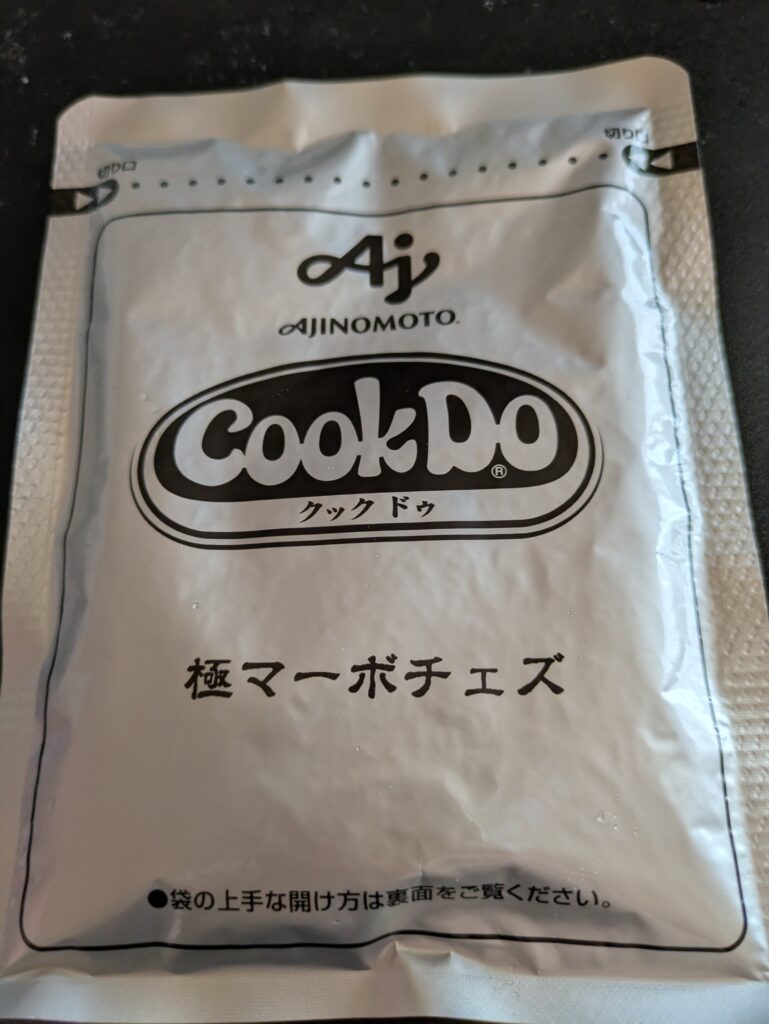 切り口
切り口
Aj
AJINOMOTO.
CookDo®
クック ドゥ
極マーボチェズ
●袋の上手な開け方は裏面をご覧ください。